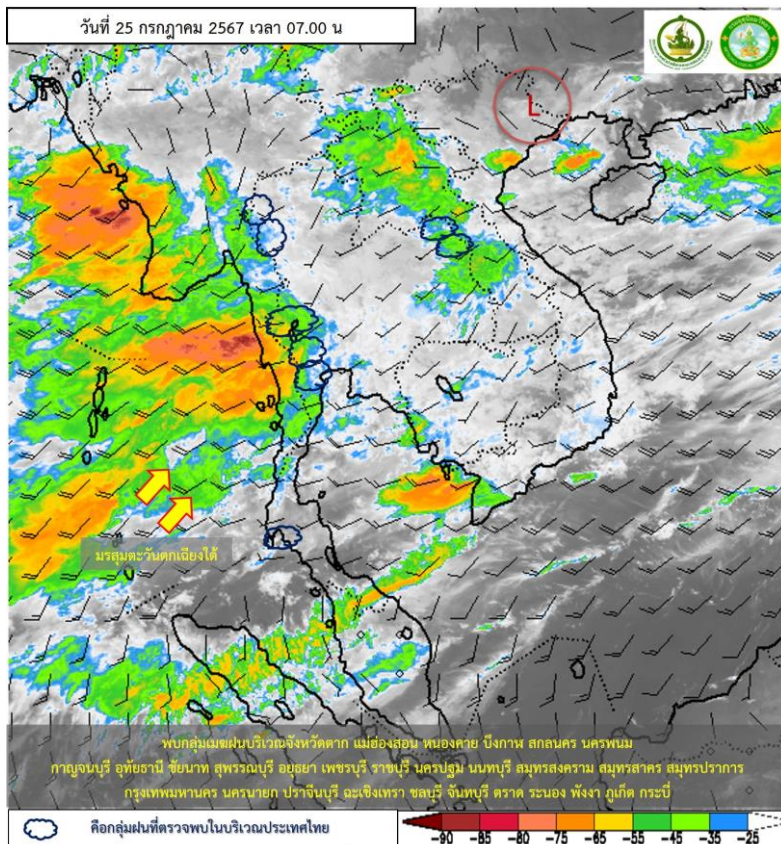 วันที่ 25 กรกฎาคม 2567 เวลา 07.00 น
L
มรสุมตะวันตกเฉียงใต้
พบกลุ่มเมฆฝนบริเวณจังหวัดตาก แม่ฮ่องสอน หนองคาย บึงกาฬ สกลนคร นครพนม
กาญจนบุรี อุทัยธานี ชัยนาท สุพรรณบุรี อยุธยา เพชรบุรี ราชบุรี นครปฐม นนทบุรี สมุทรสงคราม สมุทรสาคร สมุทรปราการ
กรุงเทพมหานคร นครนายก ปราจีนบุรี ฉะเชิงเทรา ชลบุรี จันทบุรี ตราด ระนอง พังงา ภูเก็ต กระบี่
คือกลุ่มฝนที่ตรวจพบในบริเวณประเทศไทย
-90 -85 -80 -75 -65 -55 -45 -35 -25